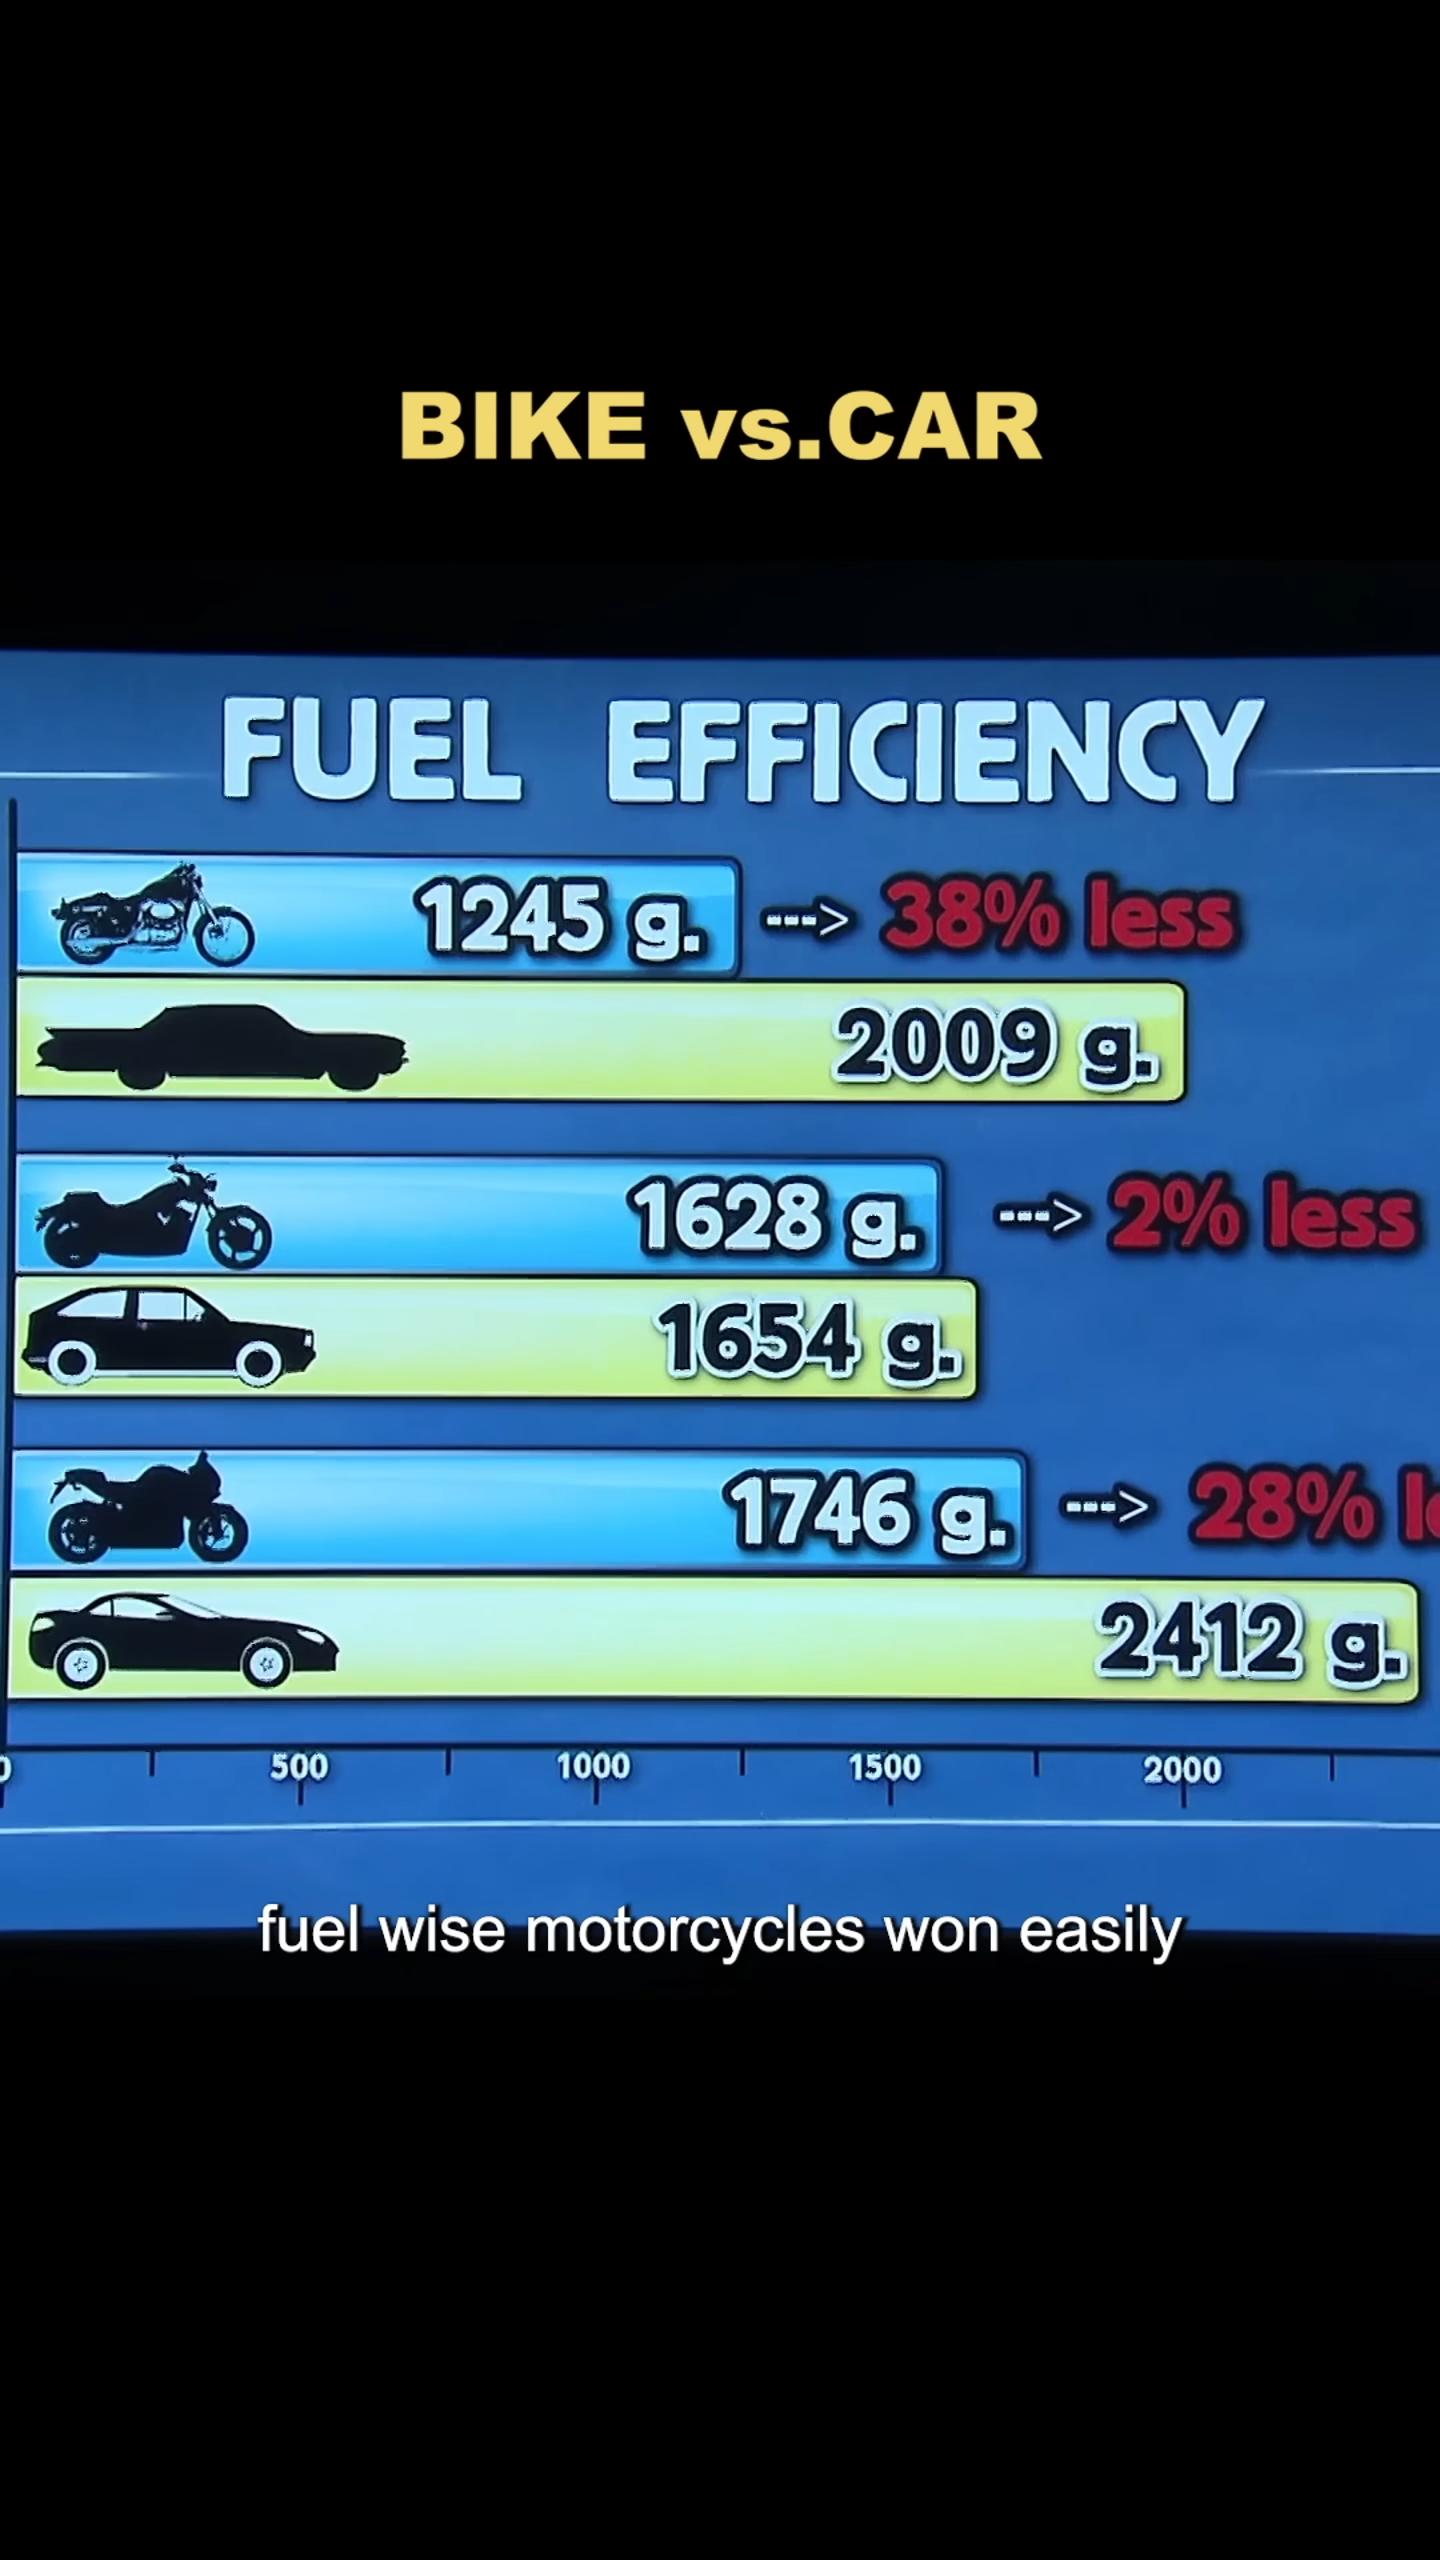 BIKE vs.CAR
FUEL EFFICIENCY
1245 g. ---> 38% less
2009 g.
1628 g. ---> 2% less
1654 g.
1746 g. ---> 28%
2412 g.
0 500 1000 1500 2000
fuel wise motorcycles won easily